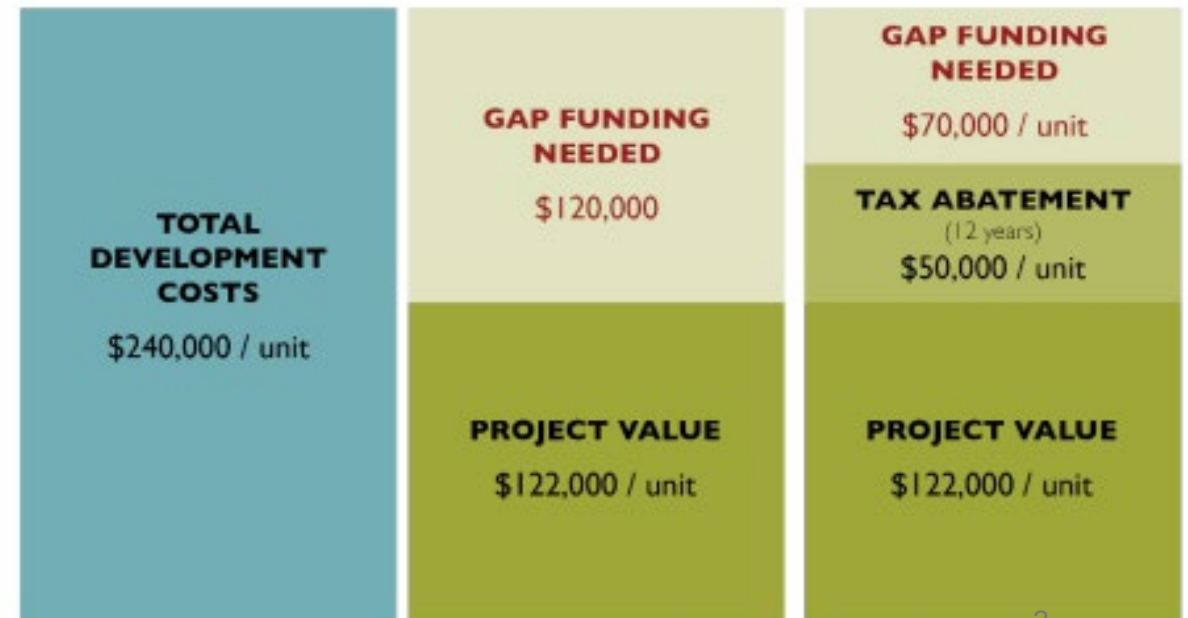 TOTAL
DEVELOPMENT
COSTS
$240,000 / unit
GAP FUNDING
NEEDED
$120,000
PROJECT VALUE
$122,000 / unit
GAP FUNDING
NEEDED
$70,000 / unit
TAX ABATEMENT
(12 years)
$50,000 / unit
PROJECT VALUE
$122,000 / unit